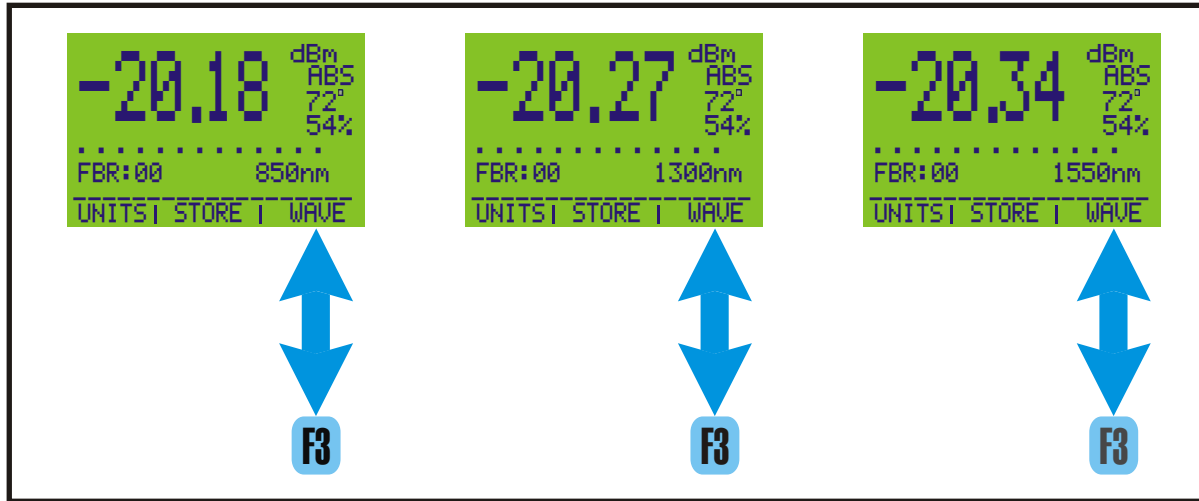 -20.18 dBm
ABS
72°
54%
FBR:00 850nm
UNITS| STORE | WAVE
F3
-20.27 dBm
ABS
72°
54%
FBR:00 1300nm
UNITS| STORE | WAVE
F3
-20.34 dBm
ABS
72°
54%
FBR:00 1550nm
UNITS| STORE | WAVE
F3